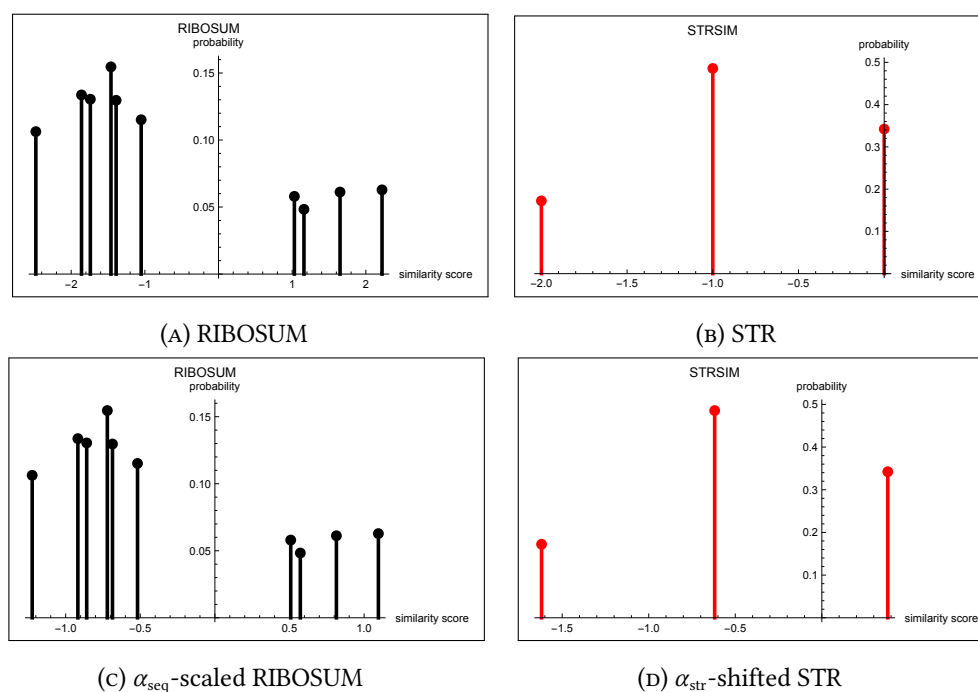 RIBOSUM
probability
0.15
0.10
0.05
−2 −1 1 2 similarity score
(A) RIBOSUM
STRSIM
probability
0.5
0.4
0.3
0.2
0.1
−2.0 −1.5 −1.0 −0.5 similarity score
(B) STR
RIBOSUM
probability
0.15
0.10
0.05
−1.0 −0.5 0.5 1.0 similarity score
(C) αseq-scaled RIBOSUM
STRSIM
probability
0.5
0.4
0.3
0.2
0.1
−1.5 −1.0 −0.5 similarity score
(D) αstr-shifted STR